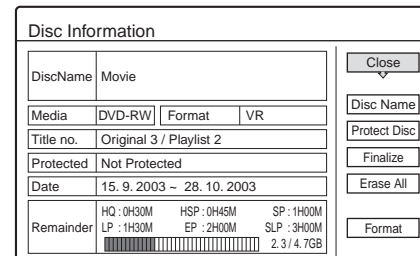 Disc Information
DiscName Movie
Media DVD-RW Format VR
Title no. Original 3 / Playlist 2
Protected Not Protected
Date 15. 9. 2003 ~ 28. 10. 2003
Remainder
HQ : 0H30M HSP : 0H45M SP : 1H00M
LP : 1H30M EP : 2H00M SLP : 3H00M
2. 3 / 4. 7GB
Close
Disc Name
Protect Disc
Finalize
Erase All
Format